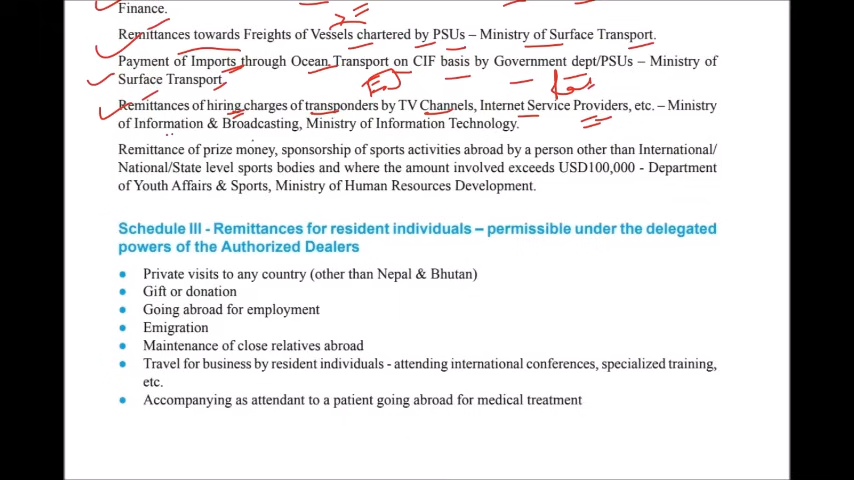 Finance.
Remittances towards Freights of Vessels chartered by PSUs – Ministry of Surface Transport.
Payment of Imports through Ocean Transport on CIF basis by Government dept/PSUs – Ministry of
Surface Transport.
Remittances of hiring charges of transponders by TV Channels, Internet Service Providers, etc. – Ministry
of Information & Broadcasting, Ministry of Information Technology.
Remittance of prize money, sponsorship of sports activities abroad by a person other than International/
National/State level sports bodies and where the amount involved exceeds USD100,000 - Department
of Youth Affairs & Sports, Ministry of Human Resources Development.
Schedule III - Remittances for resident individuals – permissible under the delegated
powers of the Authorized Dealers
• Private visits to any country (other than Nepal & Bhutan)
• Gift or donation
• Going abroad for employment
• Emigration
• Maintenance of close relatives abroad
• Travel for business by resident individuals - attending international conferences, specialized training,
etc.
• Accompanying as attendant to a patient going abroad for medical treatment